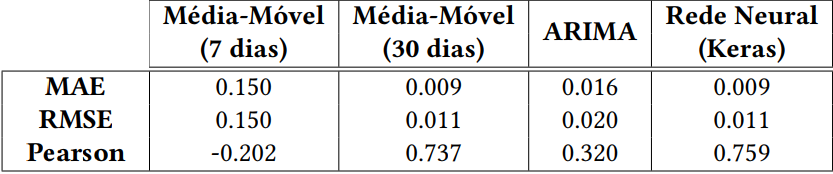 Média-Móvel (7 dias) Média-Móvel (30 dias) ARIMA Rede Neural (Keras)
MAE 0.150 0.009 0.016 0.009
RMSE 0.150 0.011 0.020 0.011
Pearson -0.202 0.737 0.320 0.759